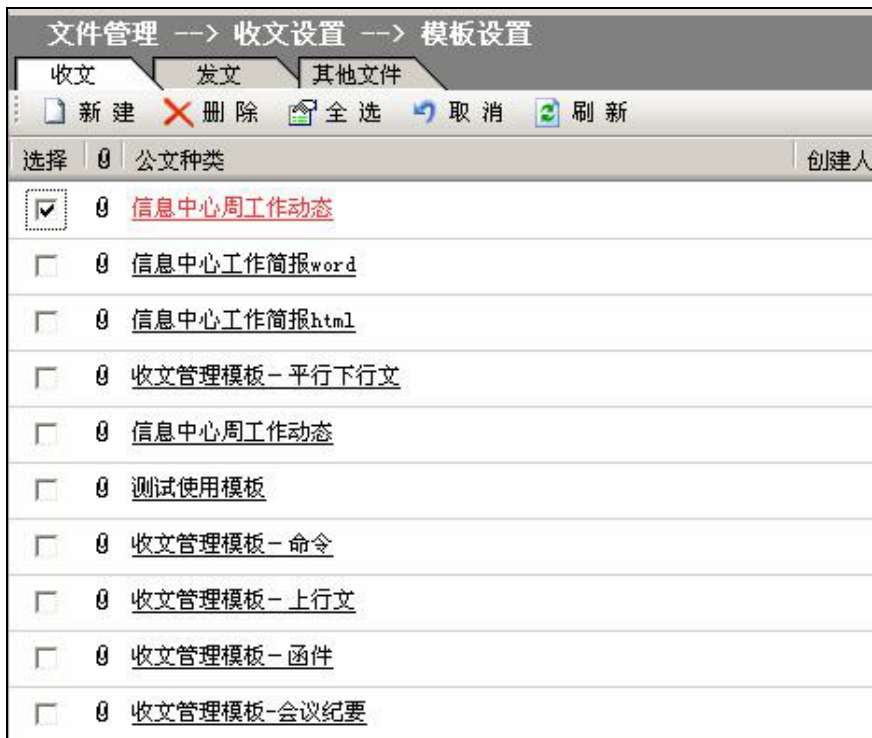 文件管理 --> 收文设置 --> 模板设置
收文 发文 其他文件
新建 删除 全选 取消 刷新
选择 公文种类 创建人
信息中心周工作动态
信息中心工作简报word
信息中心工作简报html
收文管理模板－平行下行文
信息中心周工作动态
测试使用模板
收文管理模板－命令
收文管理模板－上行文
收文管理模板－函件
收文管理模板-会议纪要